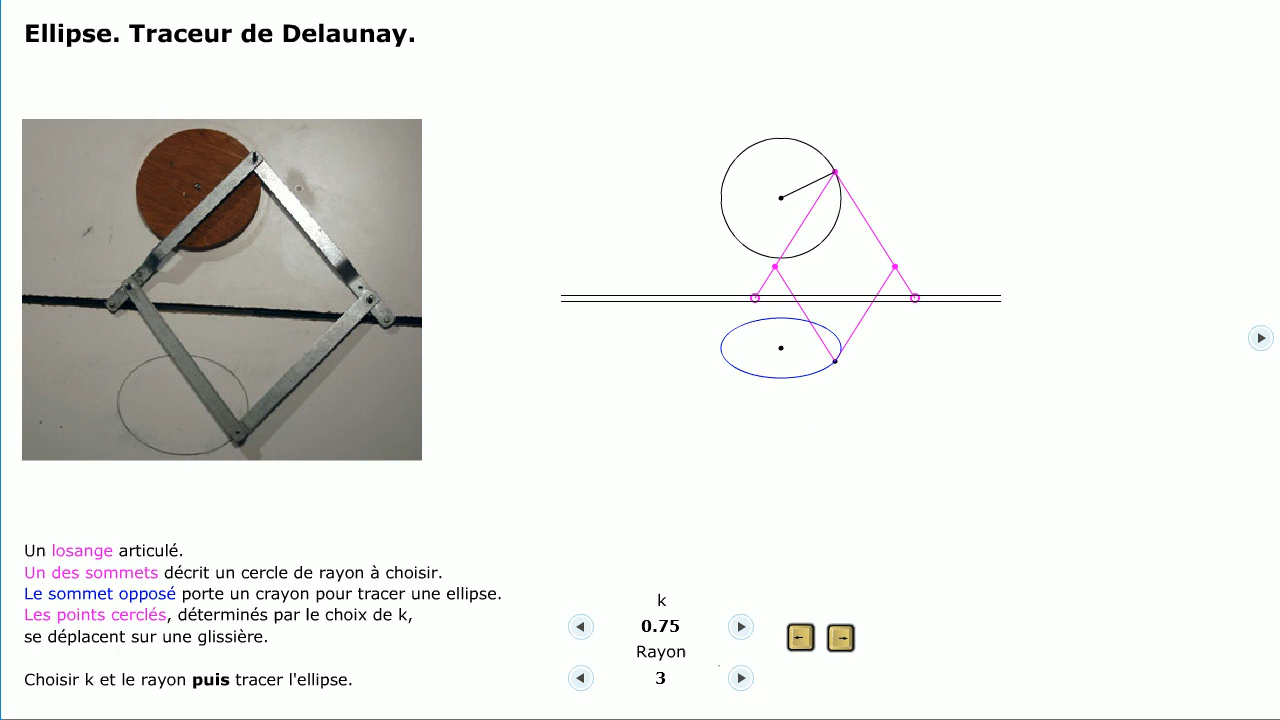 Ellipse. Traceur de Delaunay.
Un losange articulé.
Un des sommets décrit un cercle de rayon à choisir.
Le sommet opposé porte un crayon pour tracer une ellipse.
Les points cerclés, déterminés par le choix de k,
se déplacent sur une glissière.
Choisir k et le rayon puis tracer l'ellipse.
k
0.75
Rayon
3